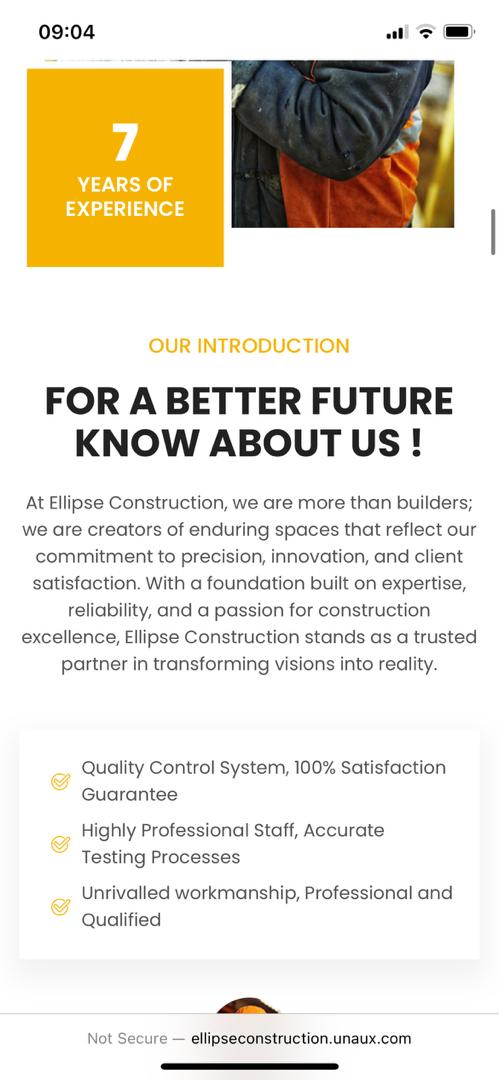 09:04
7
YEARS OF
EXPERIENCE
OUR INTRODUCTION
FOR A BETTER FUTURE
KNOW ABOUT US !
At Ellipse Construction, we are more than builders;
we are creators of enduring spaces that reflect our
commitment to precision, innovation, and client
satisfaction. With a foundation built on expertise,
reliability, and a passion for construction
excellence, Ellipse Construction stands as a trusted
partner in transforming visions into reality.
Quality Control System, 100% Satisfaction
Guarantee
Highly Professional Staff, Accurate
Testing Processes
Unrivalled workmanship, Professional and
Qualified
Not Secure — ellipseconstruction.unaux.com